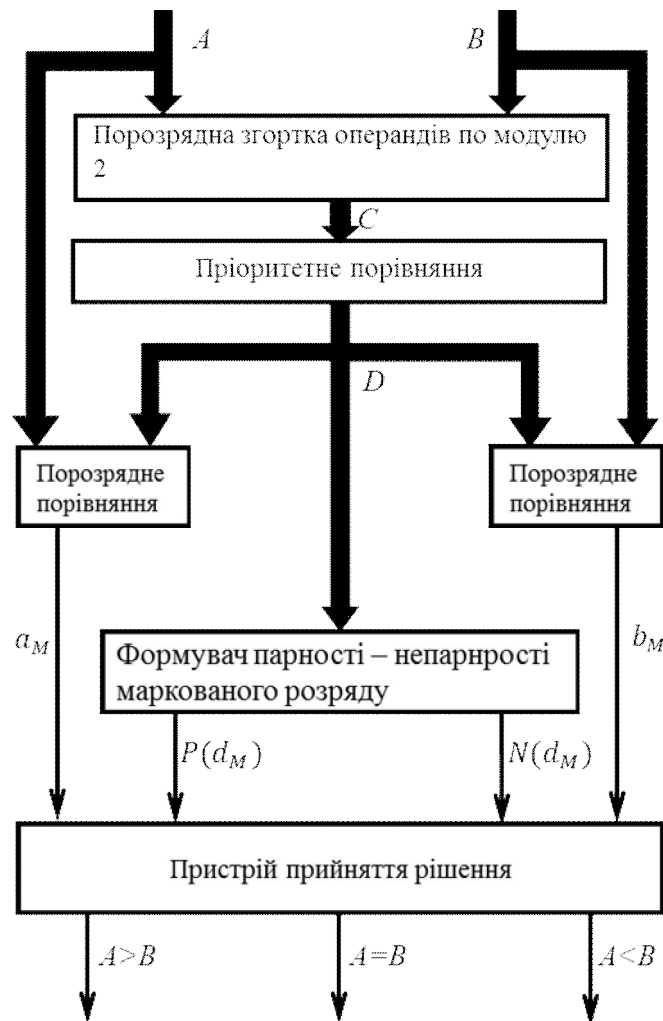 A
B
Порозрядна згортка операндів по модулю
2
C
Пріоритетне порівняння
D
Порозрядне
порівняння
Порозрядне
порівняння
a_M
b_M
Формувач парності – непарнрості
маркованого розряду
P(d_M)
N(d_M)
Пристрій прийняття рішення
A>B
A=B
A<B